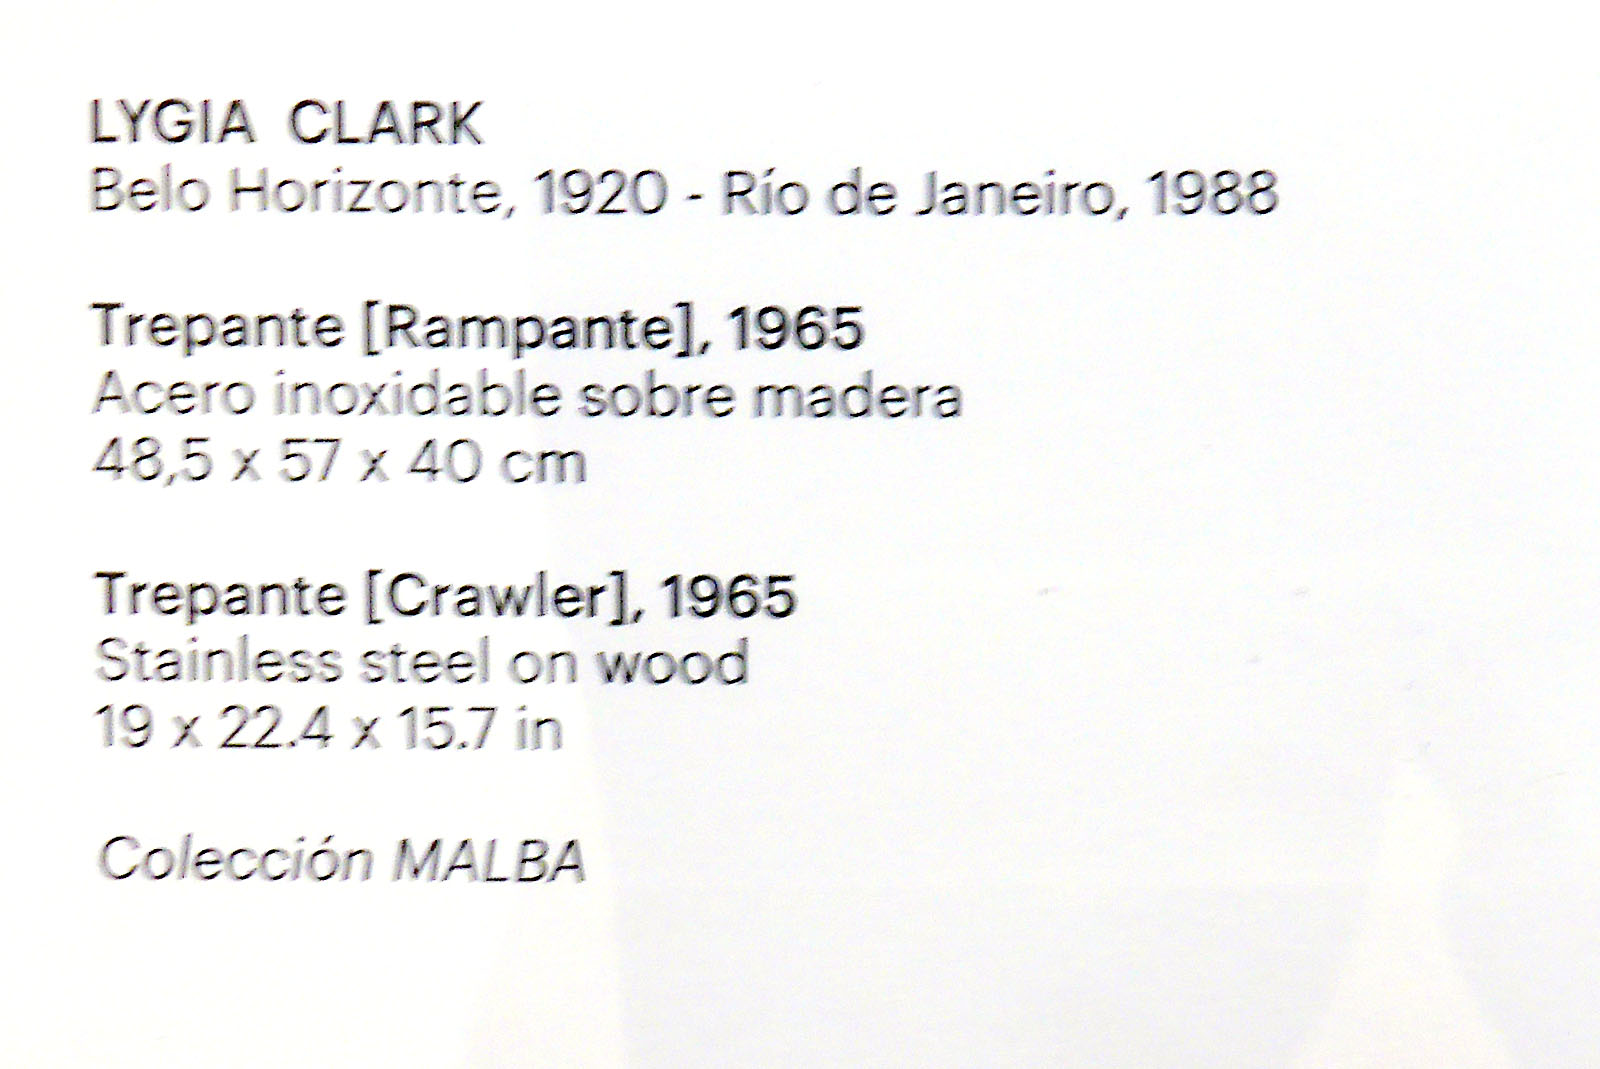 LYGIA CLARK
Belo Horizonte, 1920 - Río de Janeiro, 1988
Trepante [Rampante], 1965
Acero inoxidable sobre madera
48,5 x 57 x 40 cm
Trepante [Crawler], 1965
Stainless steel on wood
19 x 22.4 x 15.7 in
Colección MALBA